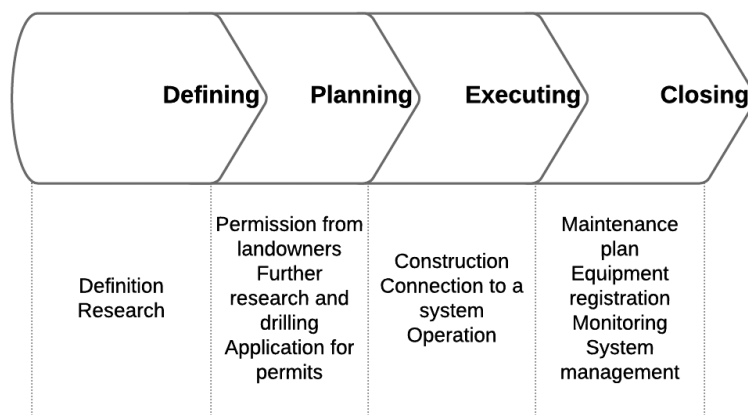 Defining
Planning
Executing
Closing
Definition
Research
Permission from
landowners
Further
research and
drilling
Application for
permits
Construction
Connection to a
system
Operation
Maintenance
plan
Equipment
registration
Monitoring
System
management